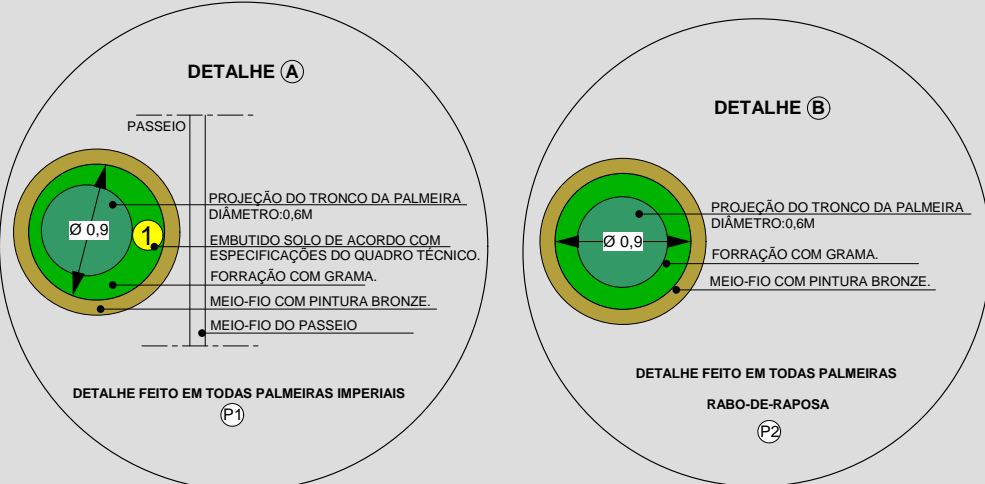 DETALHE A
PASSEIO
PROJEÇÃO DO TRONCO DA PALMEIRA
DIÂMETRO:0,6M
Ø 0,9
1
EMBUTIDO SOLO DE ACORDO COM
ESPECIFICAÇÕES DO QUADRO TÉCNICO.
FORRAÇÃO COM GRAMA.
MEIO-FIO COM PINTURA BRONZE.
MEIO-FIO DO PASSEIO
DETALHE FEITO EM TODAS PALMEIRAS IMPERIAIS
P1
DETALHE B
PROJEÇÃO DO TRONCO DA PALMEIRA
DIÂMETRO:0,6M
Ø 0,9
FORRAÇÃO COM GRAMA.
MEIO-FIO COM PINTURA BRONZE.
DETALHE FEITO EM TODAS PALMEIRAS
RABO-DE-RAPOSA
P2